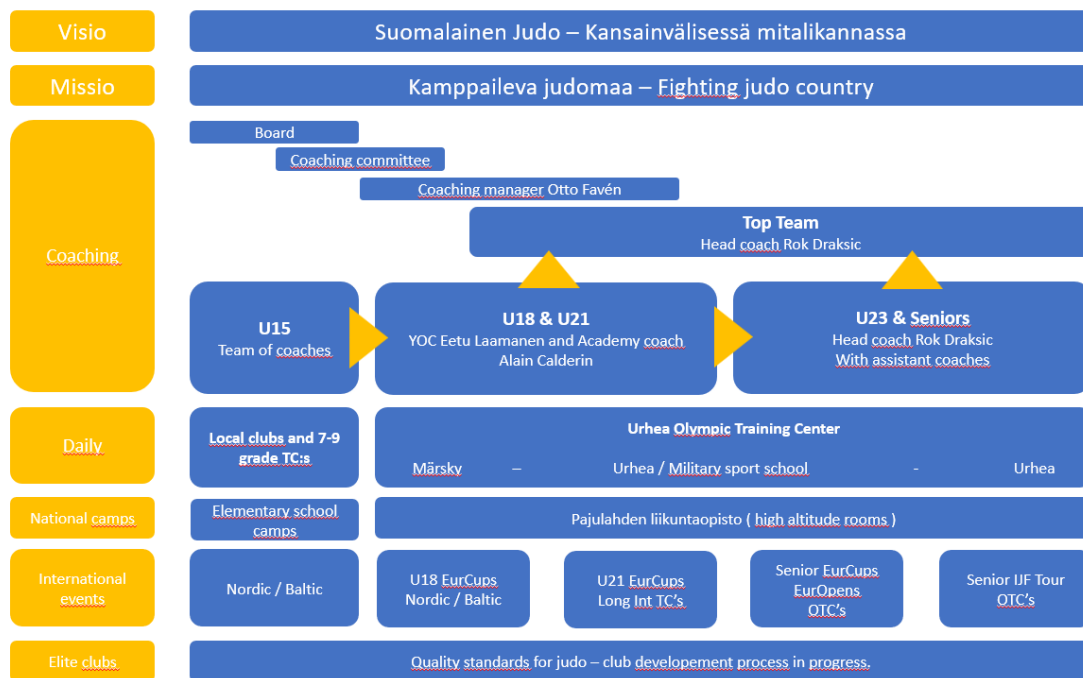 Visio
Suomalainen Judo – Kansainvälisessä mitalikannassa
Missio
Kamppaileva judomaa – Fighting judo country
Coaching
Board
Coaching committee
Coaching manager Otto Favén
Top Team
Head coach Rok Draksic
U15
Team of coaches
U18 & U21
YOC Eetu Laamanen and Academy coach
Alain Calderin
U23 & Seniors
Head coach Rok Draksic
With assistant coaches
Daily
Local clubs and 7-9
grade TC:s
Urhea Olympic Training Center
Märsky – Urhea / Military sport school - Urhea
National camps
Elementary school
camps
Pajulahden liikuntaopisto ( high altitude rooms )
International
events
Nordic / Baltic
U18 EurCups
Nordic / Baltic
U21 EurCups
Long Int TC’s
Senior EurCups
EurOpens
OTC’s
Senior IJF Tour
OTC’s
Elite clubs
Quality standards for judo – club developement process in progress.